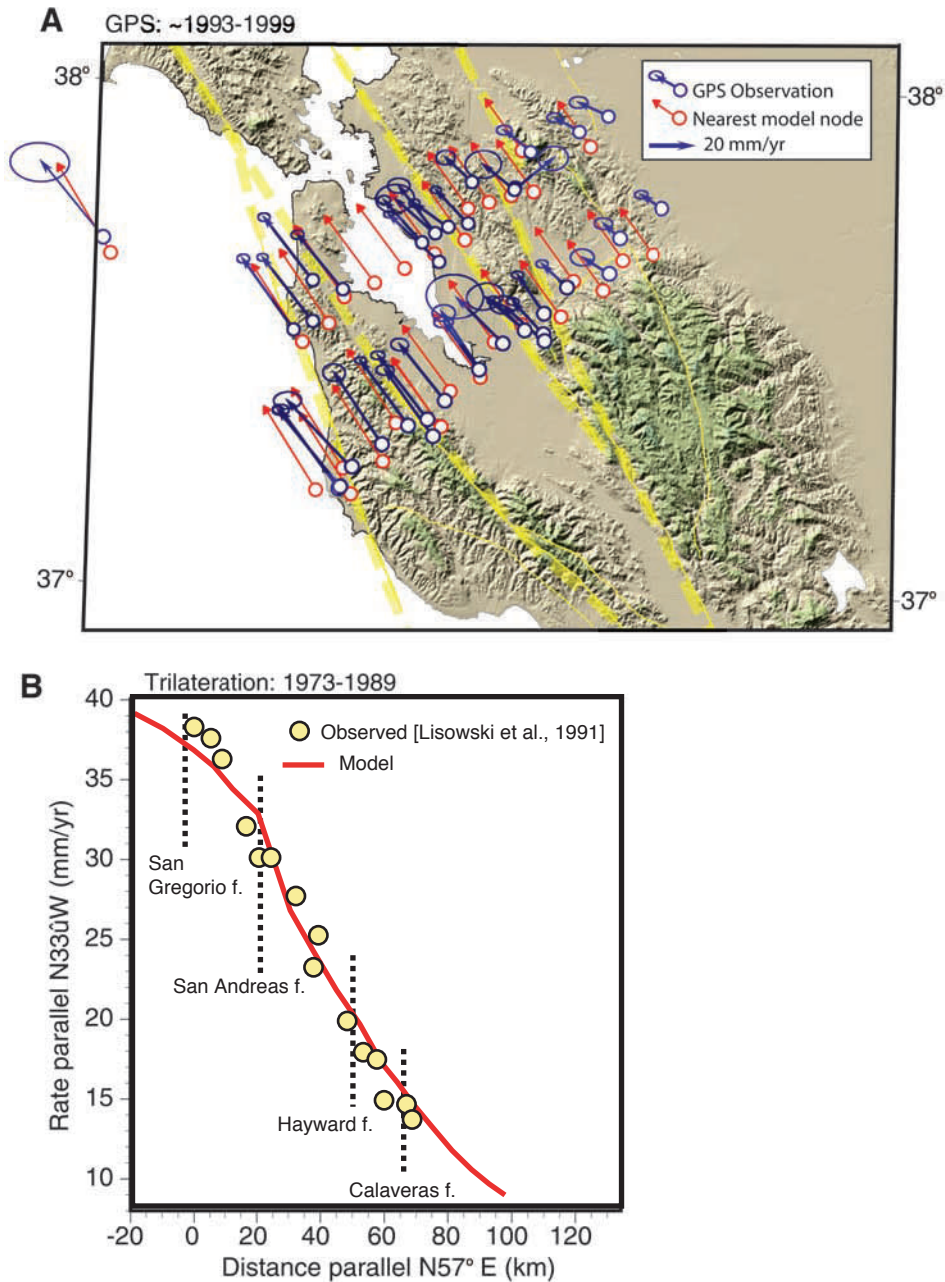 A
GPS: ~1993-1999
38°
38°
GPS Observation
Nearest model node
20 mm/yr
37°
37°
B
Trilateration: 1973-1989
40
35
30
25
20
15
10
Rate parallel N33ûW (mm/yr)
Observed [Lisowski et al., 1991]
Model
San
Gregorio f.
San Andreas f.
Hayward f.
Calaveras f.
-20 0 20 40 60 80 100 120
Distance parallel N57° E (km)